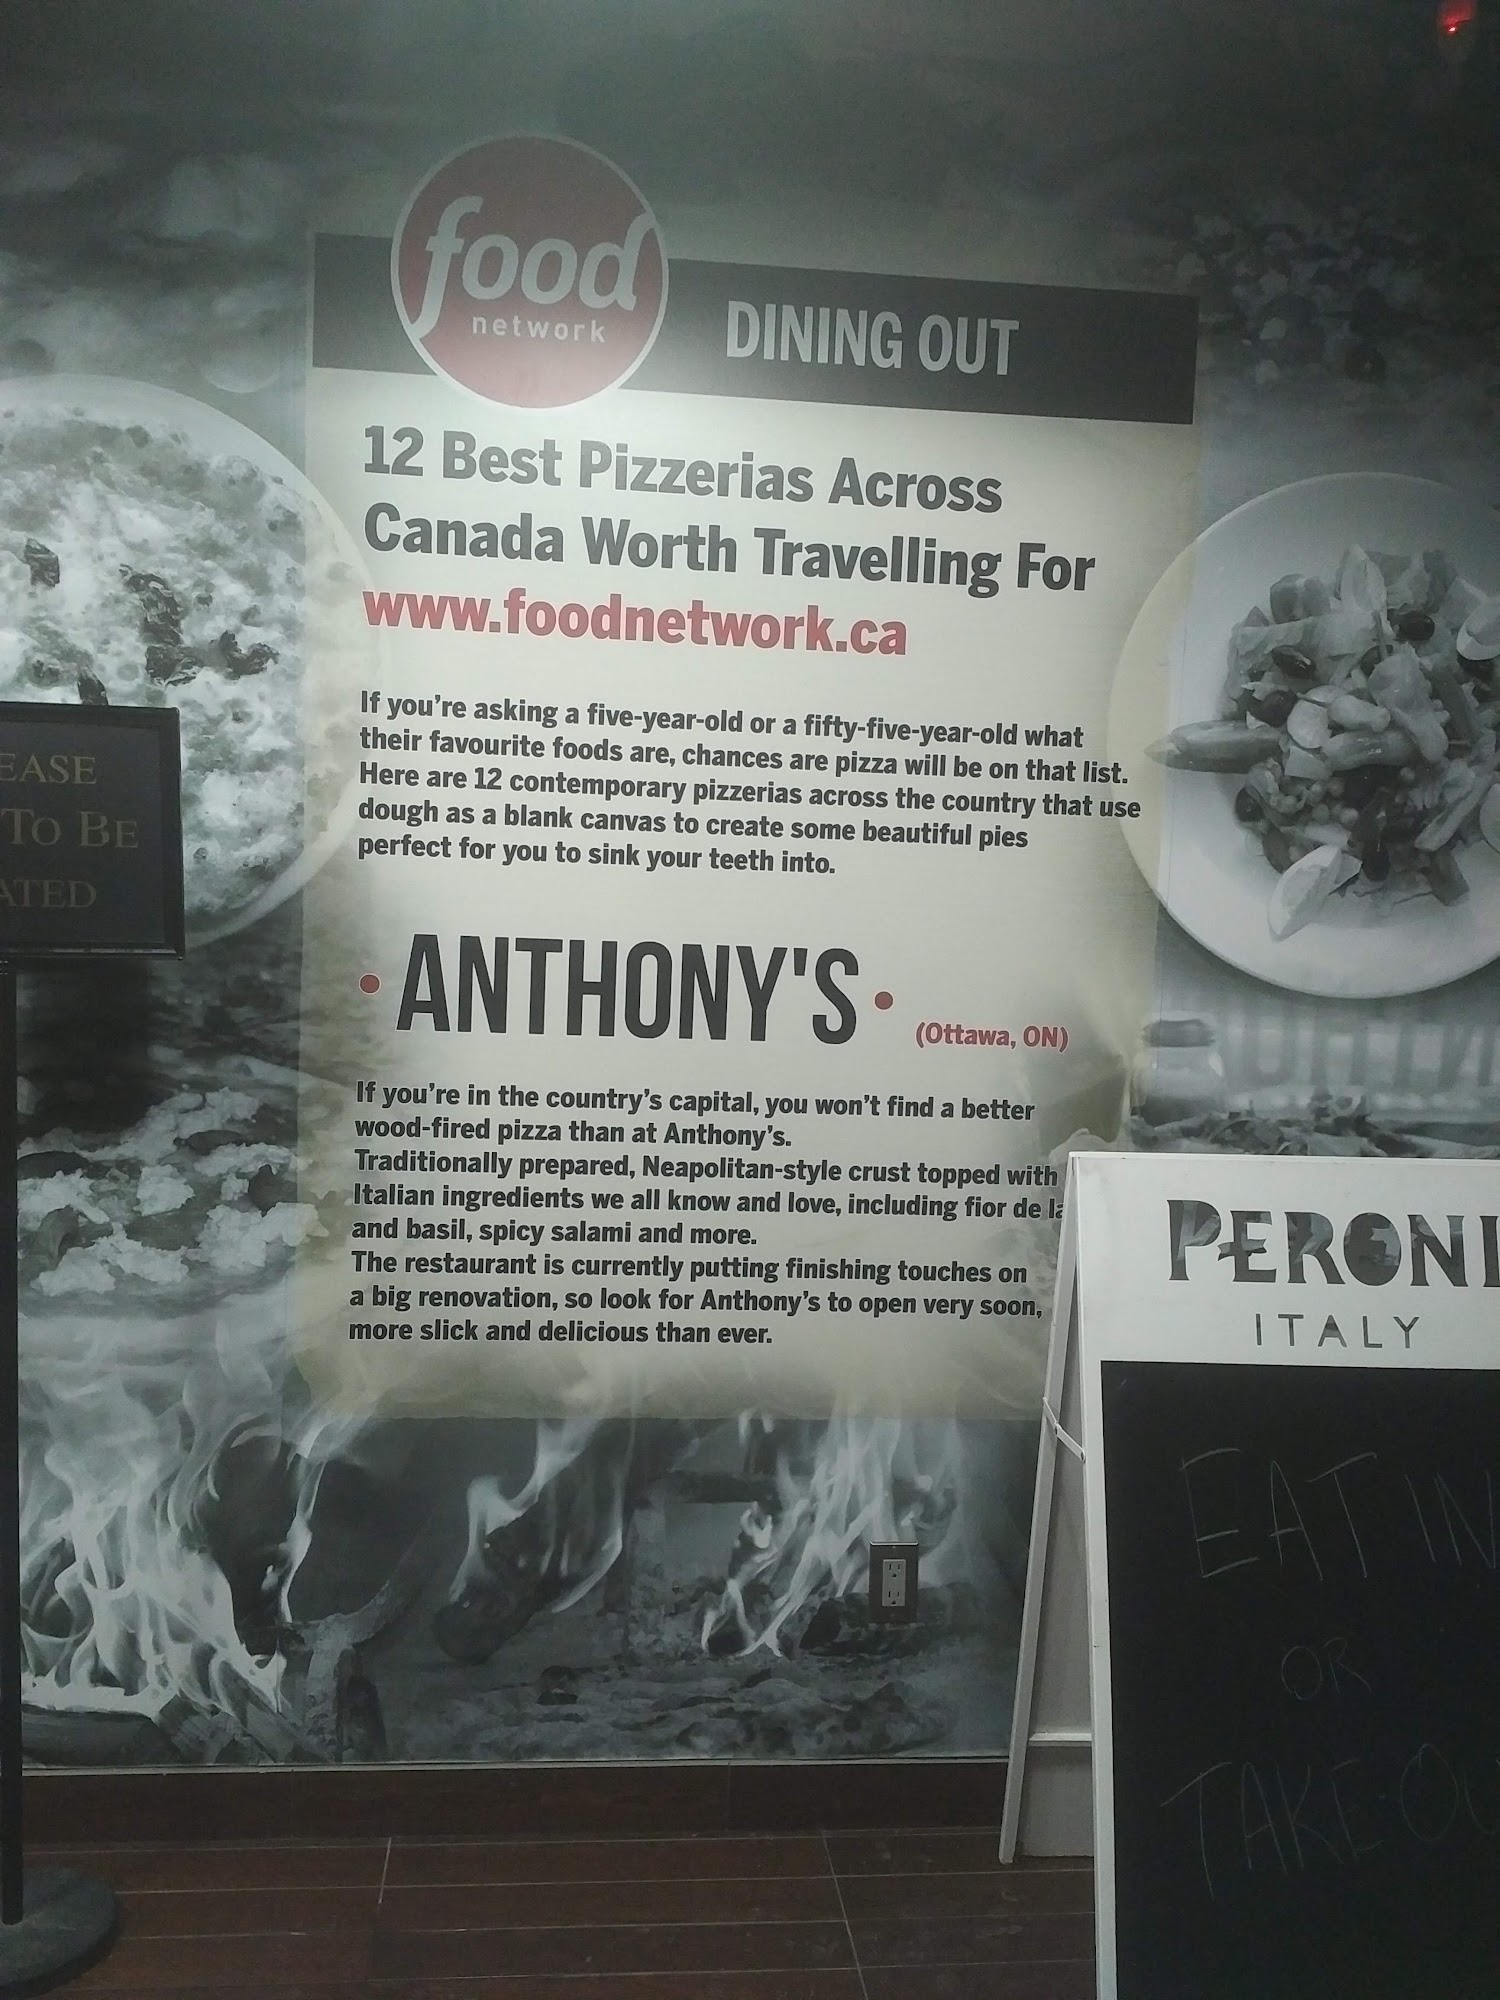 food
network
DINING OUT
12 Best Pizzerias Across
Canada Worth Travelling For
www.foodnetwork.ca
If you're asking a five-year-old or a fifty-five-year-old what
their favourite foods are, chances are pizza will be on that list.
Here are 12 contemporary pizzerias across the country that use
dough as a blank canvas to create some beautiful pies
perfect for you to sink your teeth into.
• ANTHONY'S • (Ottawa, ON)
If you're in the country's capital, you won't find a better
wood-fired pizza than at Anthony's.
Traditionally prepared, Neapolitan-style crust topped with
Italian ingredients we all know and love, including fior de la
and basil, spicy salami and more.
The restaurant is currently putting finishing touches on
a big renovation, so look for Anthony's to open very soon,
more slick and delicious than ever.
EASE
TO BE
ATED
PERONI
ITALY
EAT IN
OR
TAKE-OU